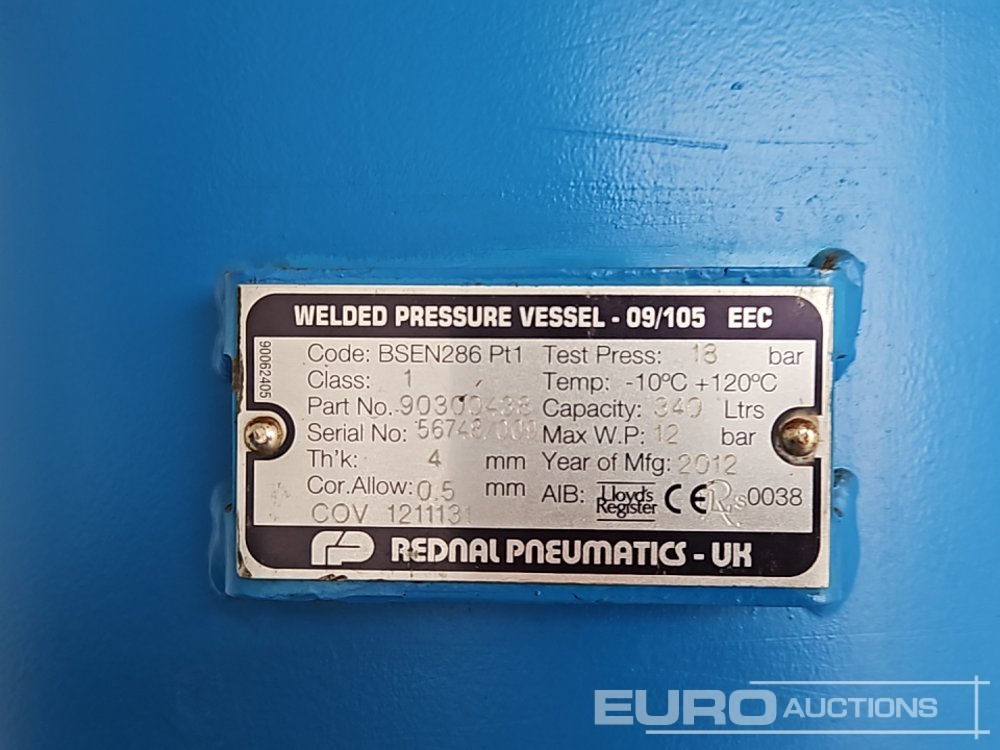 WELDED PRESSURE VESSEL - 09/105 EEC
90062405
Code: BSEN286 Pt1 Test Press: 18 bar
Class: 1 Temp: -10ºC +120ºC
Part No. 90300438 Capacity: 340 Ltrs
Serial No: 56748/009 Max W.P: 12 bar
Th'k: 4 mm Year of Mfg: 2012
Cor.Allow: 0.5 mm AIB: Lloyd's Register CE 0038
COV 1211131
REDNAL PNEUMATICS - UK
EURO AUCTIONS